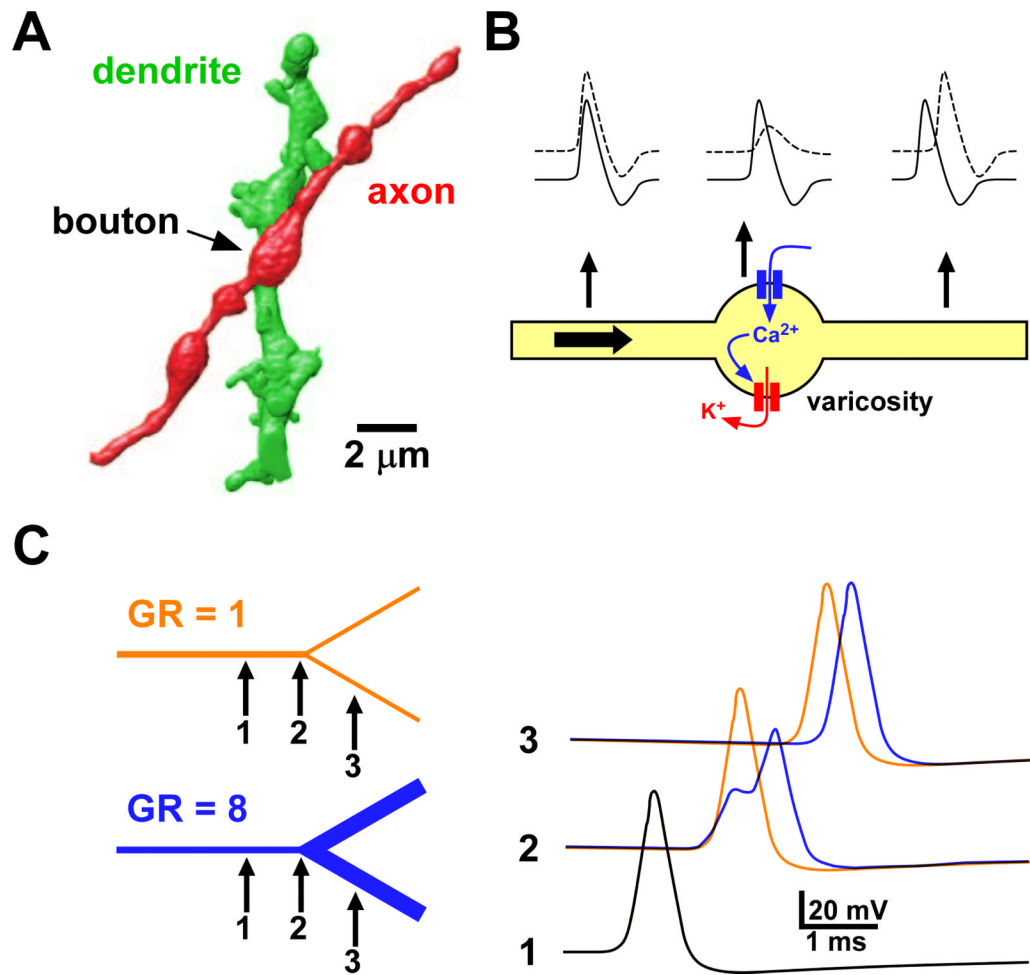 A
dendrite
axon
bouton
2 μm
B
Ca2+
K+
varicosity
C
GR = 1
1
2
3
GR = 8
1
2
3
3
2
1
20 mV
1 ms